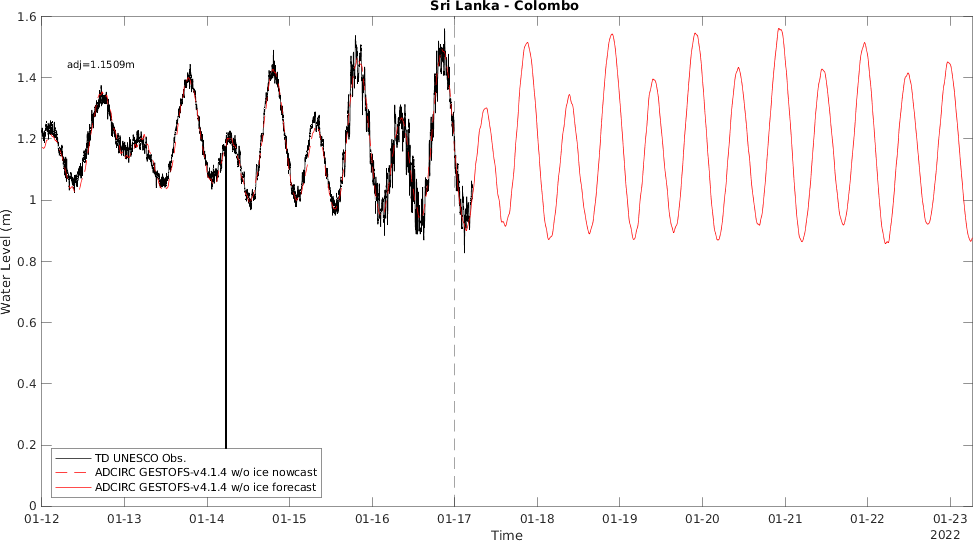 Sri Lanka - Colombo
1.6
1.4
1.2
1
0.8
0.6
0.4
0.2
0
Water Level (m)
adj=1.1509m
TD UNESCO Obs.
ADCIRC GESTOFS-v4.1.4 w/o ice nowcast
ADCIRC GESTOFS-v4.1.4 w/o ice forecast
01-12 01-13 01-14 01-15 01-16 01-17 01-18 01-19 01-20 01-21 01-22 01-23
Time
2022